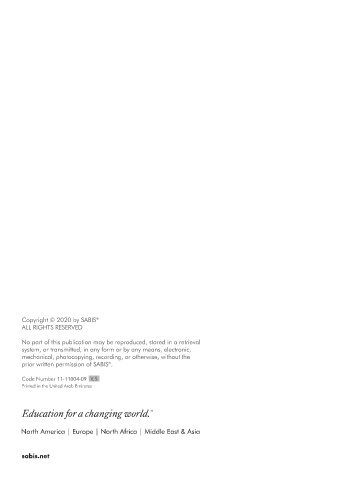 Copyright © 2020 by SABIS®
ALL RIGHTS RESERVED
No part of this publication may be reproduced, stored in a retrieval
system, or transmitted, in any form or by any means, electronic,
mechanical, photocopying, recording, or otherwise, without the
prior written permission of SABIS®.
Code Number 11-11004-09
Printed in the United Arab Emirates
Education for a changing world.™
North America | Europe | North Africa | Middle East & Asia
sabis.net